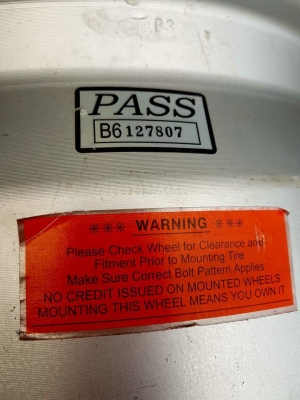 PASS
B6 127807
*** WARNING ***
Please Check Wheel for Clearance and
Fitment Prior to Mounting Tire
Make Sure Correct Bolt Pattern Applies
NO CREDIT ISSUED ON MOUNTED WHEELS
MOUNTING THIS WHEEL MEANS YOU OWN IT